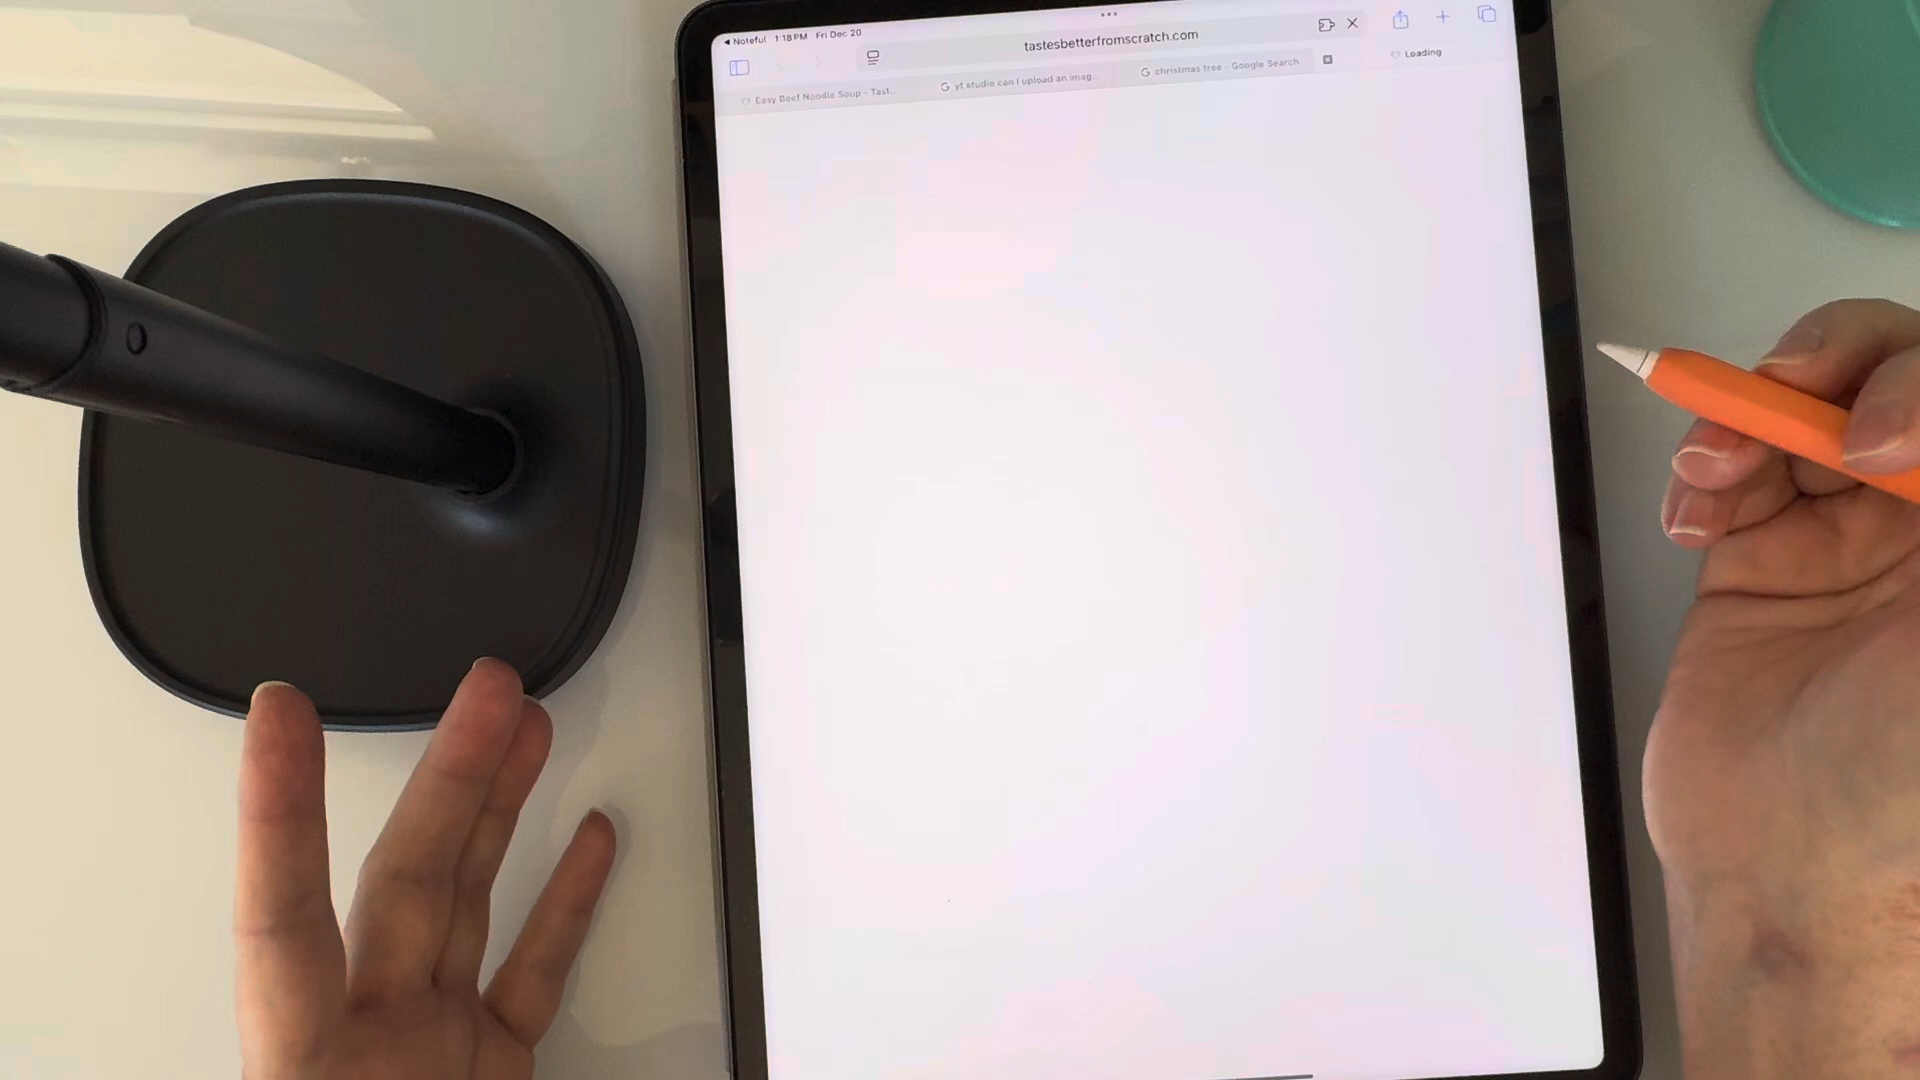 Noteful 1:18 PM Fri Dec 20
tastesbetterfromscratch.com
Easy Beef Noodle Soup - Tast...
yt studio can I upload an imag...
christmas tree - Google Search
Loading